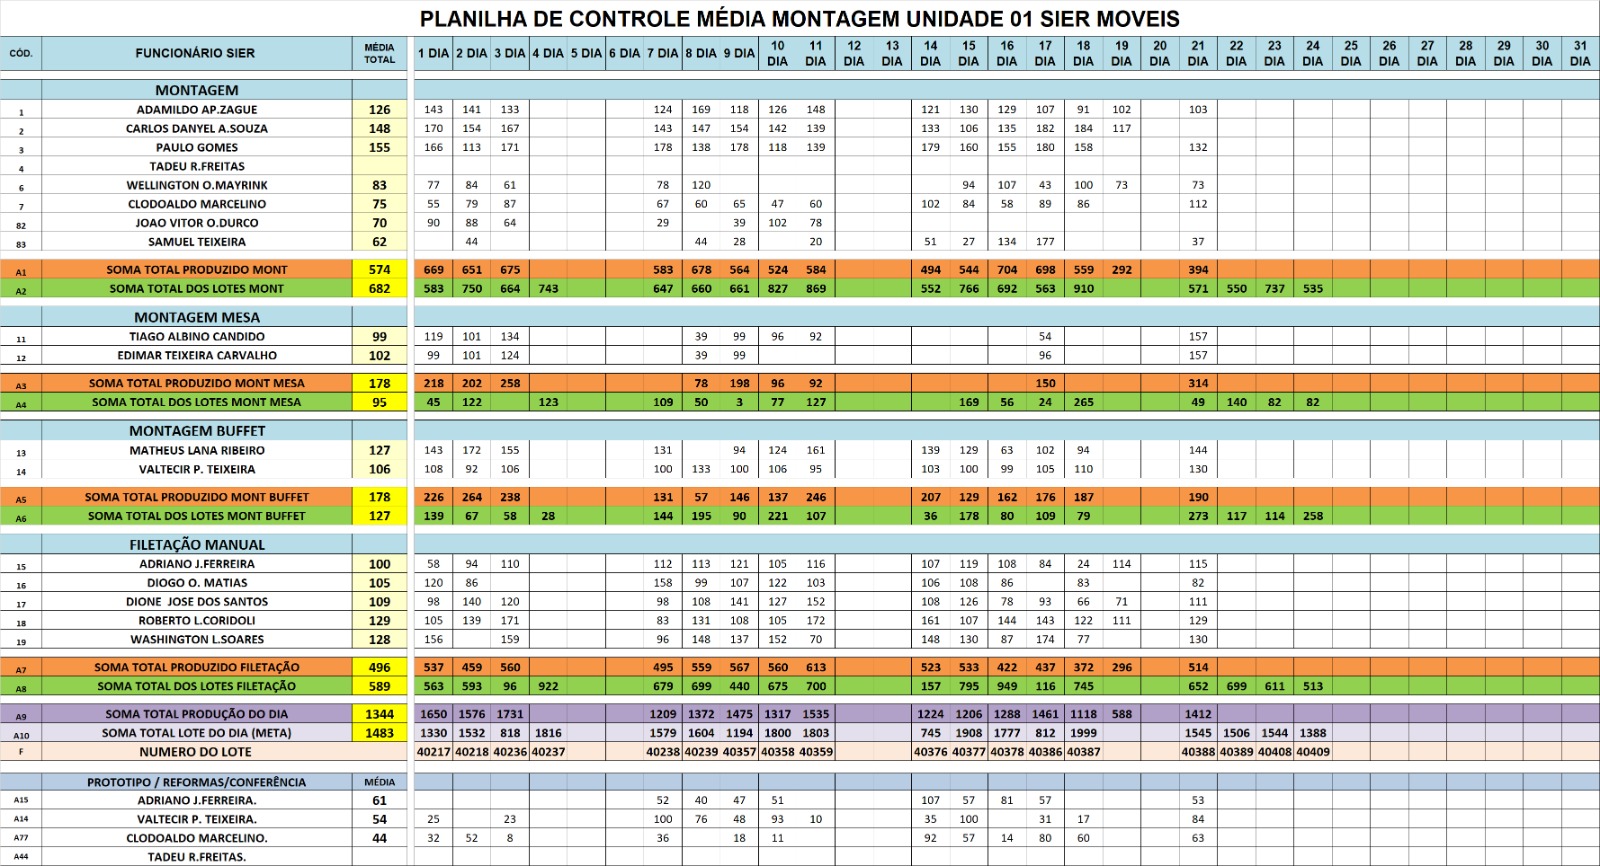 PLANILHA DE CONTROLE MÉDIA MONTAGEM UNIDADE 01 SIER MOVEIS
CÓD. FUNCIONÁRIO SIER MÉDIA TOTAL 1 DIA 2 DIA 3 DIA 4 DIA 5 DIA 6 DIA 7 DIA 8 DIA 9 DIA 10 DIA 11 DIA 12 DIA 13 DIA 14 DIA 15 DIA 16 DIA 17 DIA 18 DIA 19 DIA 20 DIA 21 DIA 22 DIA 23 DIA 24 DIA 25 DIA 26 DIA 27 DIA 28 DIA 29 DIA 30 DIA 31 DIA
MONTAGEM
1 ADAMILDO AP.ZAGUE 126 143 141 133 124 169 118 126 148 121 130 129 107 91 102 103
2 CARLOS DANYEL A.SOUZA 148 170 154 167 143 147 154 142 139 133 106 135 182 184 117
3 PAULO GOMES 155 166 113 171 178 138 178 118 139 179 160 155 180 158 132
4 TADEU R.FREITAS
6 WELLINGTON O.MAYRINK 83 77 84 61 78 120 94 107 43 100 73 73
7 CLODOALDO MARCELINO 75 55 79 87 67 60 65 47 60 102 84 58 89 86 112
82 JOAO VITOR O.DURCO 70 90 88 64 29 39 102 78
83 SAMUEL TEIXEIRA 62 44 44 28 20 51 27 134 177 37
A1 SOMA TOTAL PRODUZIDO MONT 574 669 651 675 583 678 564 524 584 494 544 704 698 559 292 394
A2 SOMA TOTAL DOS LOTES MONT 682 583 750 664 743 647 660 661 827 869 552 766 692 563 910 571 550 737 535
MONTAGEM MESA
11 TIAGO ALBINO CANDIDO 99 119 101 134 39 99 96 92 54 157
12 EDIMAR TEIXEIRA CARVALHO 102 99 101 124 39 99 96 157
A3 SOMA TOTAL PRODUZIDO MONT MESA 178 218 202 258 78 198 96 92 150 314
A4 SOMA TOTAL DOS LOTES MONT MESA 95 45 122 123 109 50 3 77 127 169 56 24 265 49 140 82 82
MONTAGEM BUFFET
13 MATHEUS LANA RIBEIRO 127 143 172 155 131 94 124 161 139 129 63 102 94 144
14 VALTECIR P. TEIXEIRA 106 108 92 106 100 133 100 106 95 103 100 99 105 110 130
A5 SOMA TOTAL PRODUZIDO MONT BUFFET 178 226 264 238 131 57 146 137 246 207 129 162 176 187 190
A6 SOMA TOTAL DOS LOTES MONT BUFFET 127 139 67 58 28 144 195 90 221 107 36 178 80 109 79 273 117 114 258
FILETAÇÃO MANUAL
15 ADRIANO J.FERREIRA 100 58 94 110 112 113 121 105 116 107 119 108 84 24 114 115
16 DIOGO O. MATIAS 105 120 86 158 99 107 122 103 106 108 86 83 82
17 DIONE JOSE DOS SANTOS 109 98 140 120 98 108 141 127 152 108 126 78 93 66 71 111
18 ROBERTO L.CORIDOLI 129 105 139 171 83 131 108 105 172 161 107 144 143 122 111 129
19 WASHINGTON L.SOARES 128 156 159 96 148 137 152 70 148 130 87 174 77 130
A7 SOMA TOTAL PRODUZIDO FILETAÇÃO 496 537 459 560 495 559 567 560 613 523 533 422 437 372 296 514
A8 SOMA TOTAL DOS LOTES FILETAÇÃO 589 563 593 96 922 679 699 440 675 700 157 795 949 116 745 652 699 611 513
A9 SOMA TOTAL PRODUÇÃO DO DIA 1344 1650 1576 1731 1209 1372 1475 1317 1535 1224 1206 1288 1461 1118 588 1412
A10 SOMA TOTAL LOTE DO DIA (META) 1483 1330 1532 818 1816 1579 1604 1194 1800 1803 745 1908 1777 812 1999 1545 1506 1544 1388
F NUMERO DO LOTE 40217 40218 40236 40237 40238 40239 40357 40358 40359 40376 40377 40378 40386 40387 40388 40389 40408 40409
PROTOTIPO / REFORMAS/CONFERÊNCIA MÉDIA
A15 ADRIANO J.FERREIRA. 61 52 40 47 51 107 57 81 57 53
A14 VALTECIR P. TEIXEIRA. 54 25 23 100 76 48 93 10 35 100 31 17 84
A77 CLODOALDO MARCELINO. 44 32 52 8 36 18 11 92 57 14 80 60 63
A44 TADEU R.FREITAS.